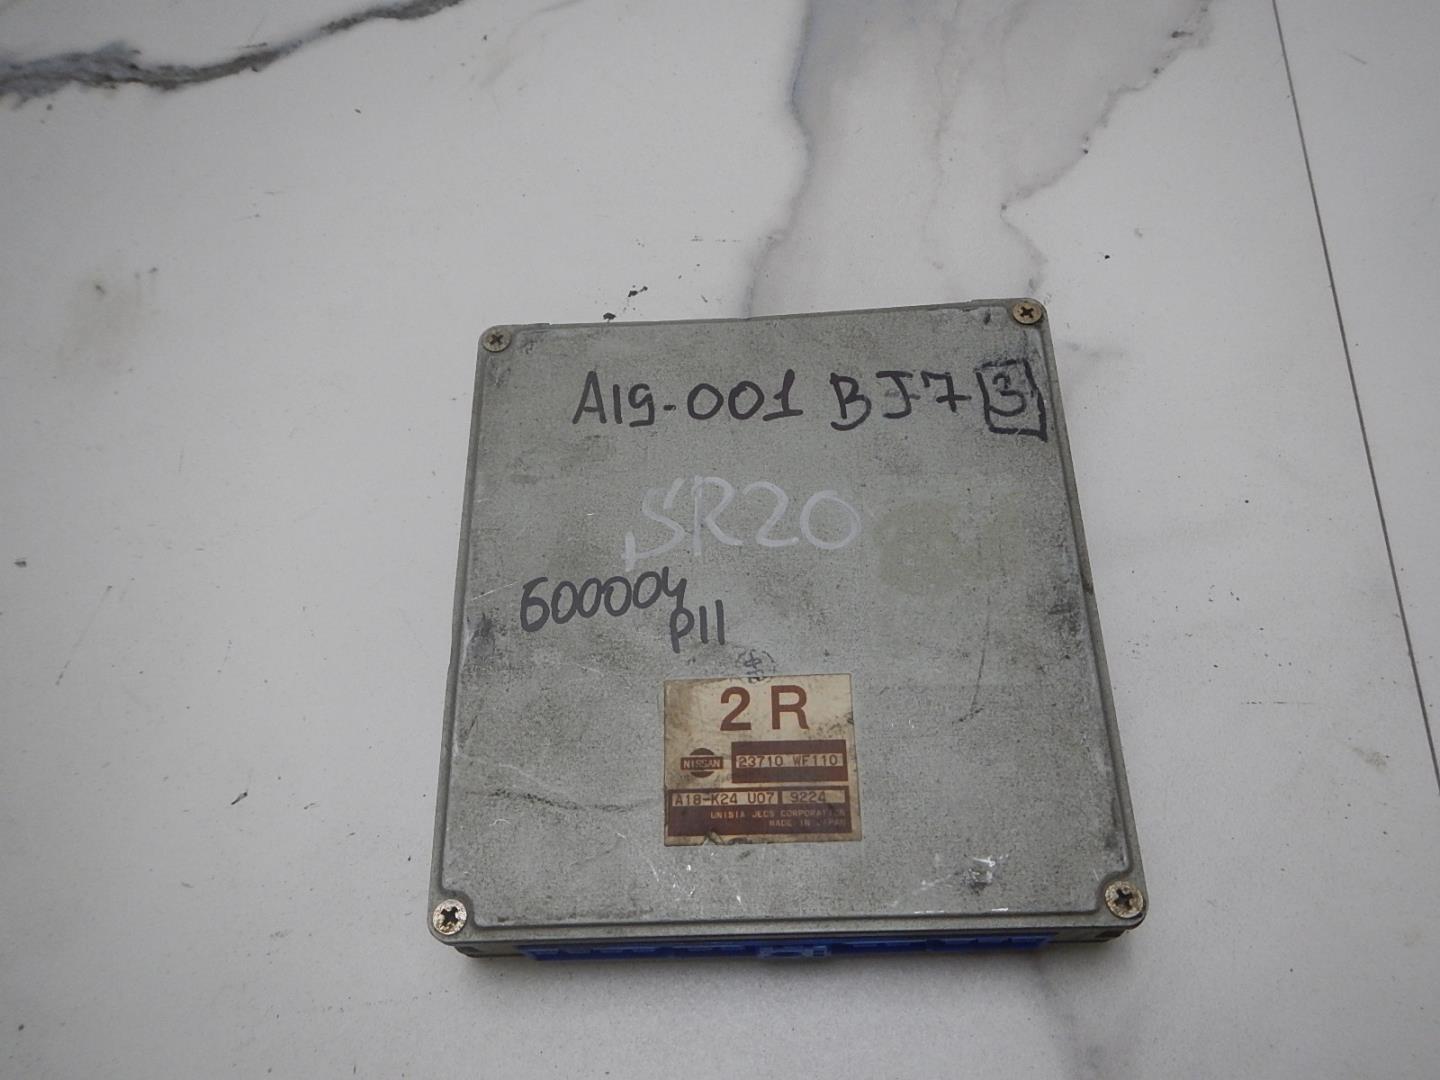 A19-001 BJ7 3
SR20
600004
P11
2R
NISSAN 23710 WF110
A18-K24 U07 9224
UNISIA JECS CORPORATION
MADE IN JAPAN